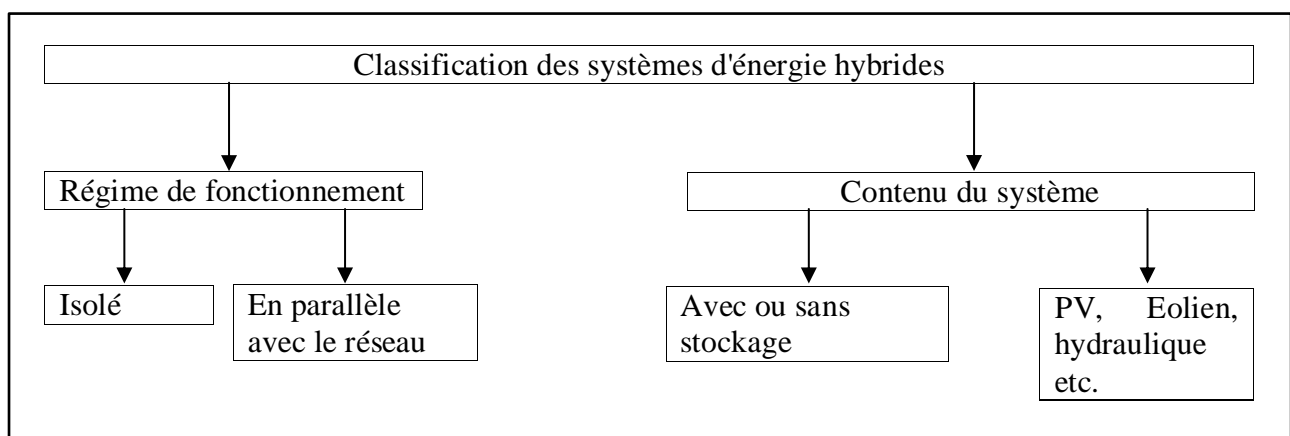 Classification des systèmes d'énergie hybrides
Régime de fonctionnement
Contenu du système
Isolé
En parallèle
avec le réseau
Avec ou sans
stockage
PV, Eolien,
hydraulique
etc.